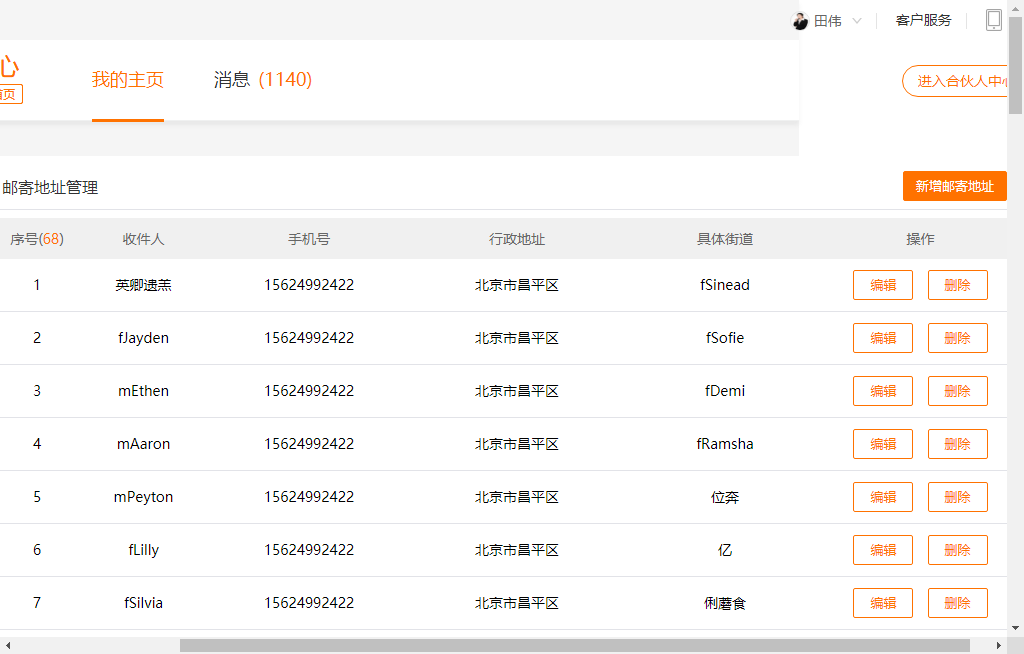 田伟 客户服务
心
首页
我的主页 消息 (1140)
进入合伙人中心
邮寄地址管理 新增邮寄地址
序号(68) 收件人 手机号 行政地址 具体街道 操作
1 英卿遗羔 15624992422 北京市昌平区 fSinead 编辑 删除
2 fJayden 15624992422 北京市昌平区 fSofie 编辑 删除
3 mEthen 15624992422 北京市昌平区 fDemi 编辑 删除
4 mAaron 15624992422 北京市昌平区 fRamsha 编辑 删除
5 mPeyton 15624992422 北京市昌平区 位奔 编辑 删除
6 fLilly 15624992422 北京市昌平区 亿 编辑 删除
7 fSilvia 15624992422 北京市昌平区 俐蘑食 编辑 删除